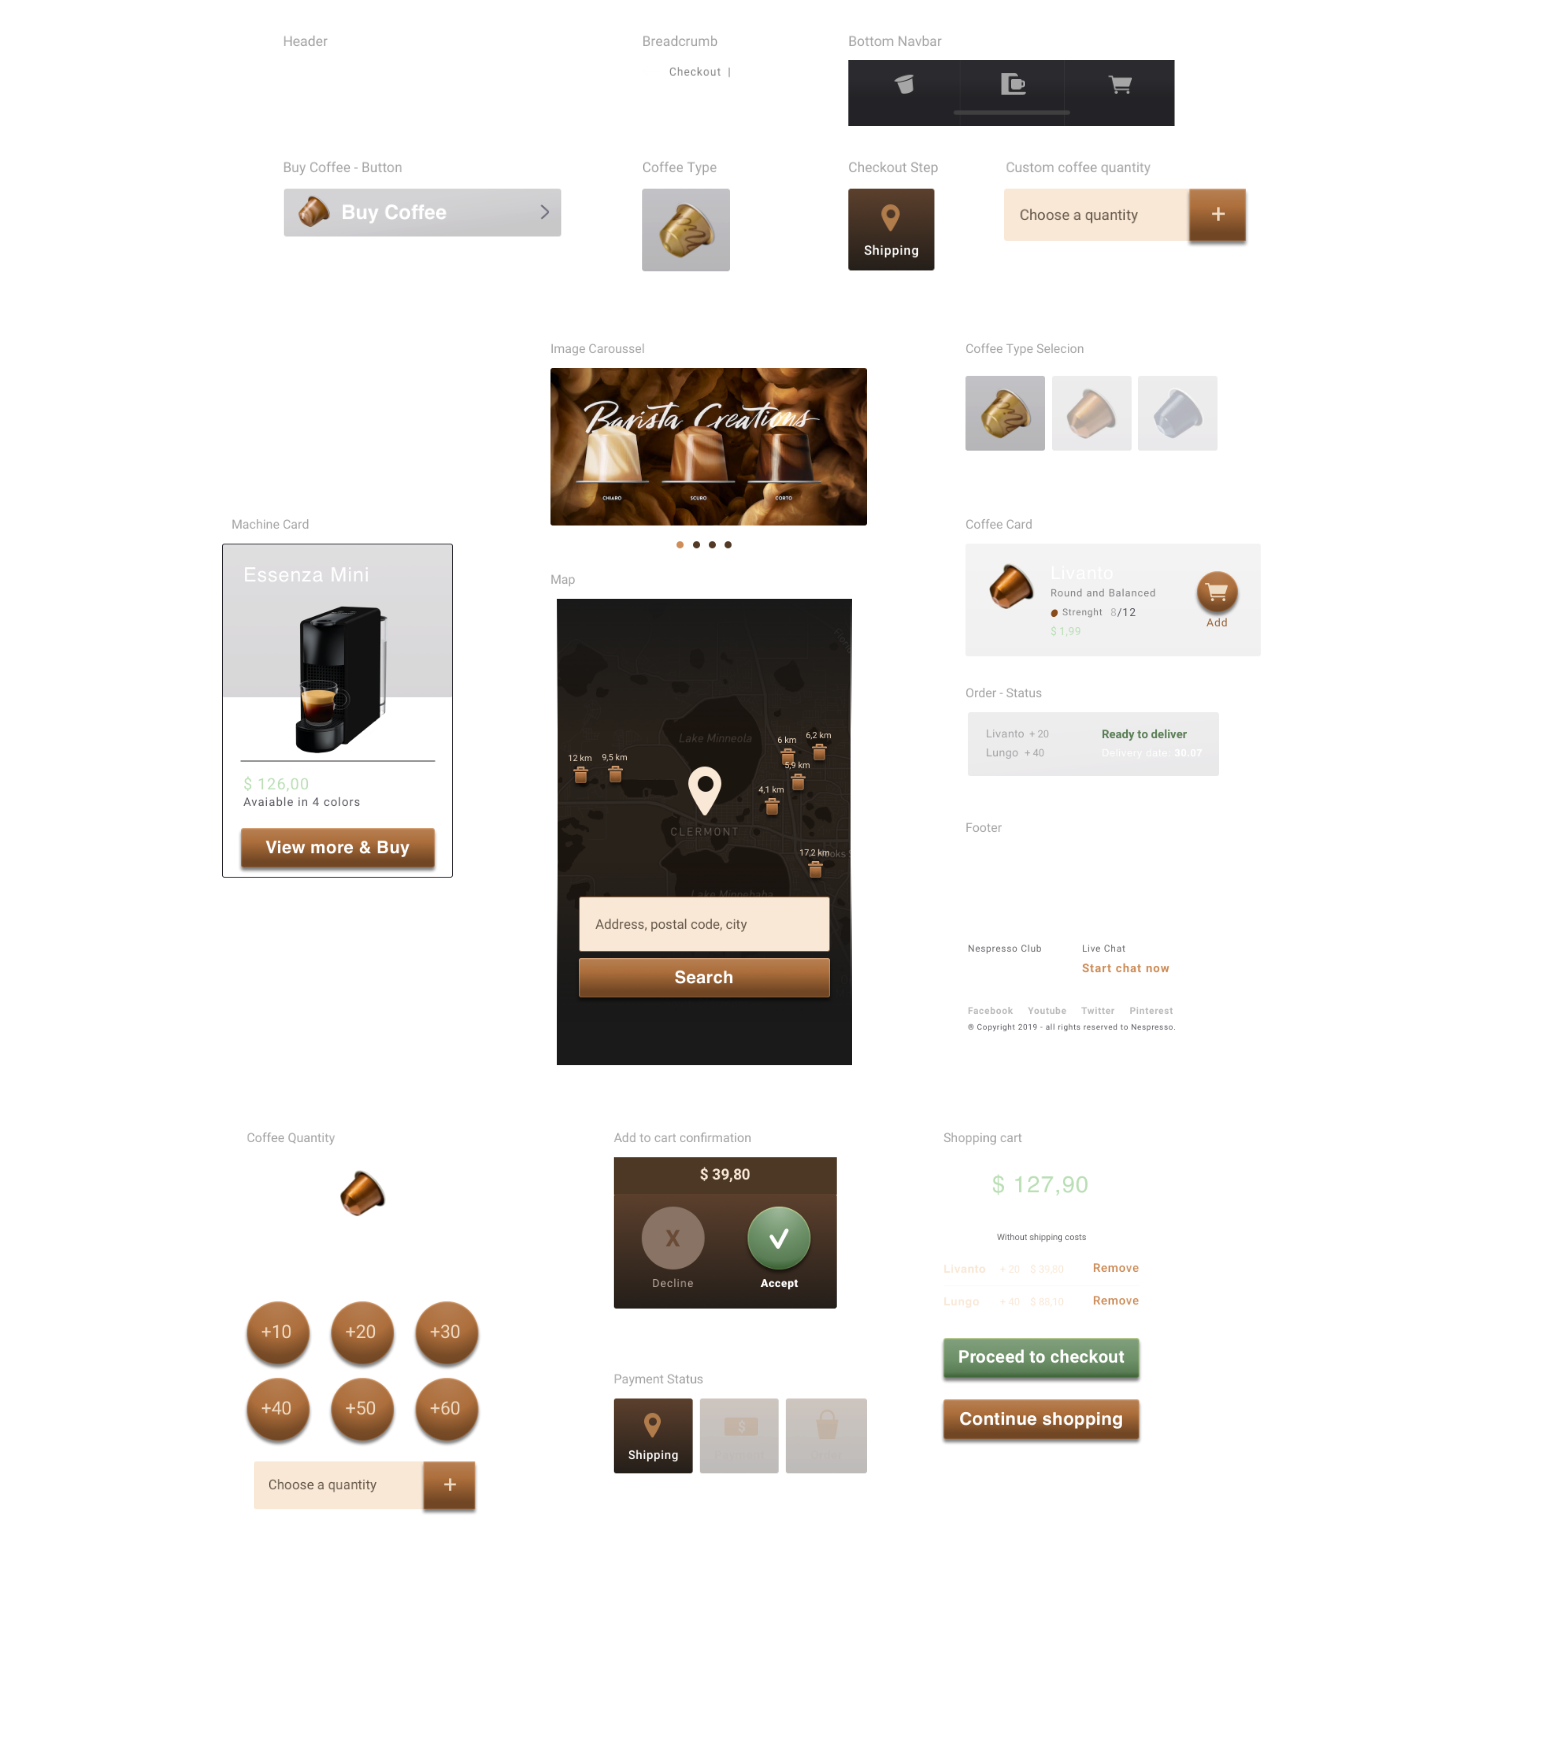 Header
Breadcrumb
Bottom Navbar
Checkout |
Buy Coffee - Button
Coffee Type
Checkout Step
Custom coffee quantity
Buy Coffee
Shipping
Choose a quantity
+
Image Caroussel
Coffee Type Selecion
Barista Creations
CHIARO
SCURO
CORTO
Machine Card
Essenza Mini
$ 126,00
Avaiable in 4 colors
View more & Buy
Map
Lake Minneola
12 km
9,5 km
6 km
6,2 km
5,9 km
4,1 km
CLERMONT
17,2 km
Lake Minnehaha
Address, postal code, city
Search
Coffee Card
Livanto
Round and Balanced
Strenght 8/12
$ 1,99
Add
Order - Status
Livanto + 20
Ready to deliver
Lungo + 40
Delivery date: 30.07
Footer
Nespresso Club
Live Chat
Start chat now
Facebook Youtube Twitter Pinterest
® Copyright 2019 - all rights reserved to Nespresso.
Coffee Quantity
+10
+20
+30
+40
+50
+60
Choose a quantity
+
Add to cart confirmation
$ 39,80
X
Decline
Accept
Payment Status
Shipping
$
Shopping cart
$ 127,90
Without shipping costs
Livanto + 20 $ 39,80 Remove
Lungo + 40 $ 88,10 Remove
Proceed to checkout
Continue shopping